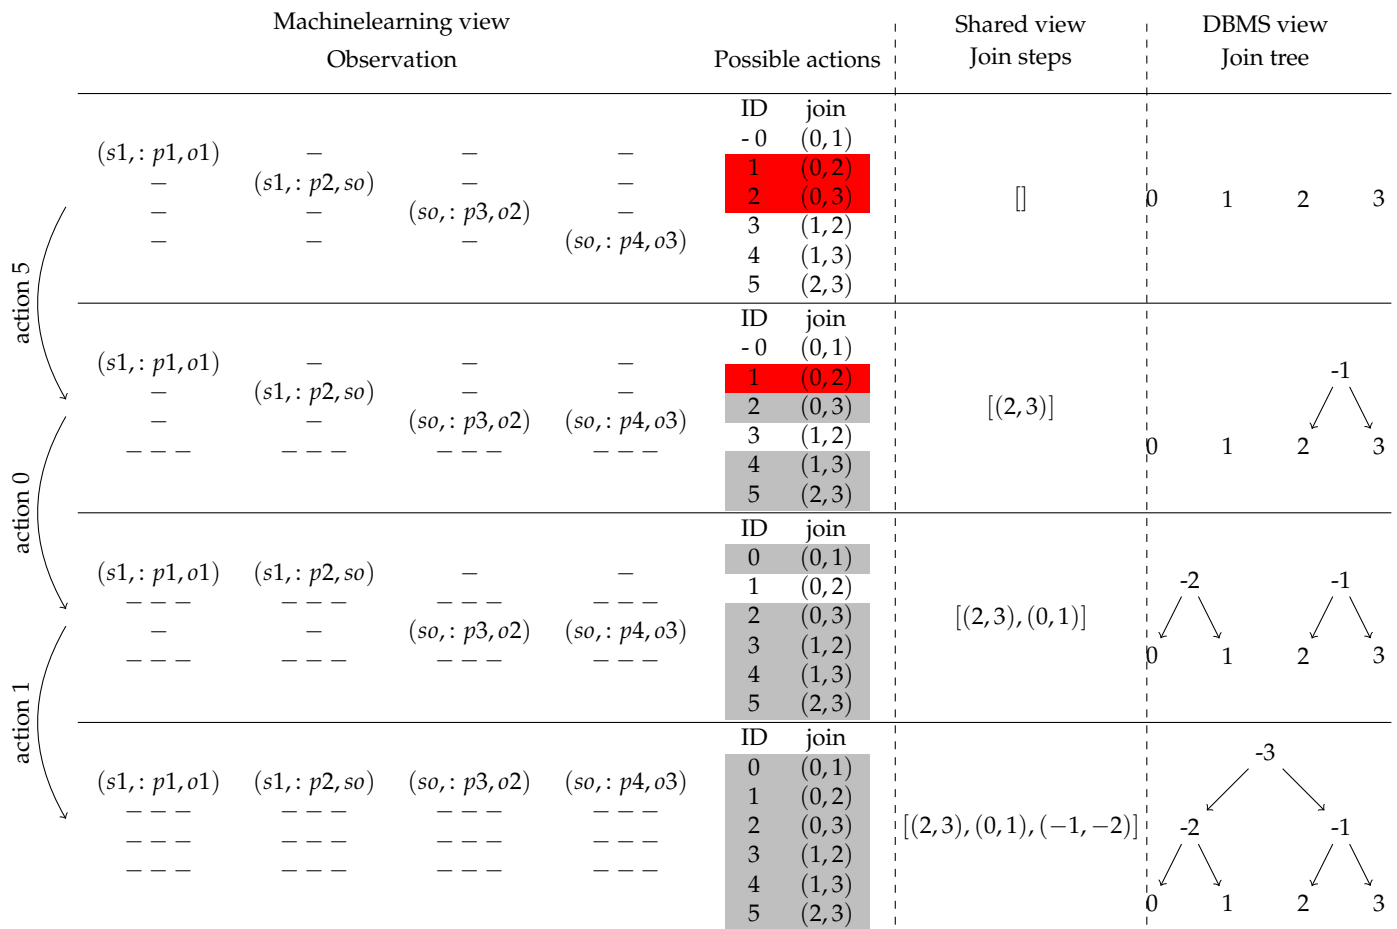 Machinelearning view Shared view DBMS view
Observation Possible actions Join steps Join tree
ID join
- 0 (0, 1)
(s1, : p1, o1) − − −
1 (0, 2)
− (s1, : p2, so) − −
2 (0, 3) [] 0 1 2 3
− − (so, : p3, o2) −
3 (1, 2)
− − − (so, : p4, o3)
4 (1, 3)
5 (2, 3)
action 5
ID join
- 0 (0, 1)
(s1, : p1, o1) − − −
1 (0, 2) -1
− (s1, : p2, so) − −
2 (0, 3) [(2, 3)]
− − (so, : p3, o2) (so, : p4, o3)
3 (1, 2)
− − − − − − − − − − − − 0 1 2 3
4 (1, 3)
5 (2, 3)
action 0
ID join
0 (0, 1)
(s1, : p1, o1) (s1, : p2, so) − −
1 (0, 2) -2 -1
− − − − − − − − − − − −
2 (0, 3) [(2, 3), (0, 1)]
− − (so, : p3, o2) (so, : p4, o3)
3 (1, 2)
− − − − − − − − − − − − 0 1 2 3
4 (1, 3)
5 (2, 3)
action 1
ID join
-3
0 (0, 1)
(s1, : p1, o1) (s1, : p2, so) (so, : p3, o2) (so, : p4, o3)
1 (0, 2)
− − − − − − − − − − − −
2 (0, 3) [(2, 3), (0, 1), (−1, −2)] -2 -1
− − − − − − − − − − − −
3 (1, 2)
− − − − − − − − − − − −
4 (1, 3)
0 1 2 3
5 (2, 3)